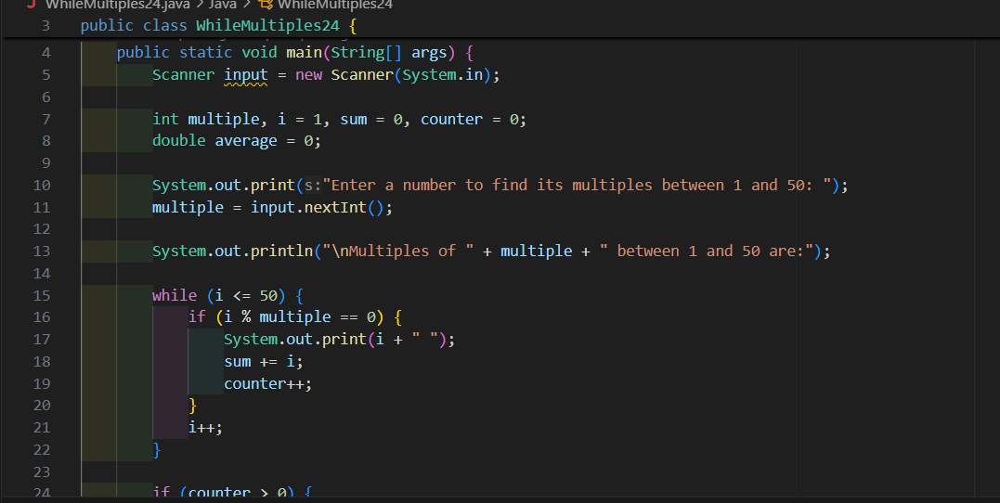 WhileMultiples24.java > Java > WhileMultiples24
3 public class WhileMultiples24 {
4 public static void main(String[] args) {
5 Scanner input = new Scanner(System.in);
6
7 int multiple, i = 1, sum = 0, counter = 0;
8 double average = 0;
9
10 System.out.print(s:"Enter a number to find its multiples between 1 and 50: ");
11 multiple = input.nextInt();
12
13 System.out.println("\nMultiples of " + multiple + " between 1 and 50 are:");
14
15 while (i <= 50) {
16 if (i % multiple == 0) {
17 System.out.print(i + " ");
18 sum += i;
19 counter++;
20 }
21 i++;
22 }
23
24 if (counter > 0) {